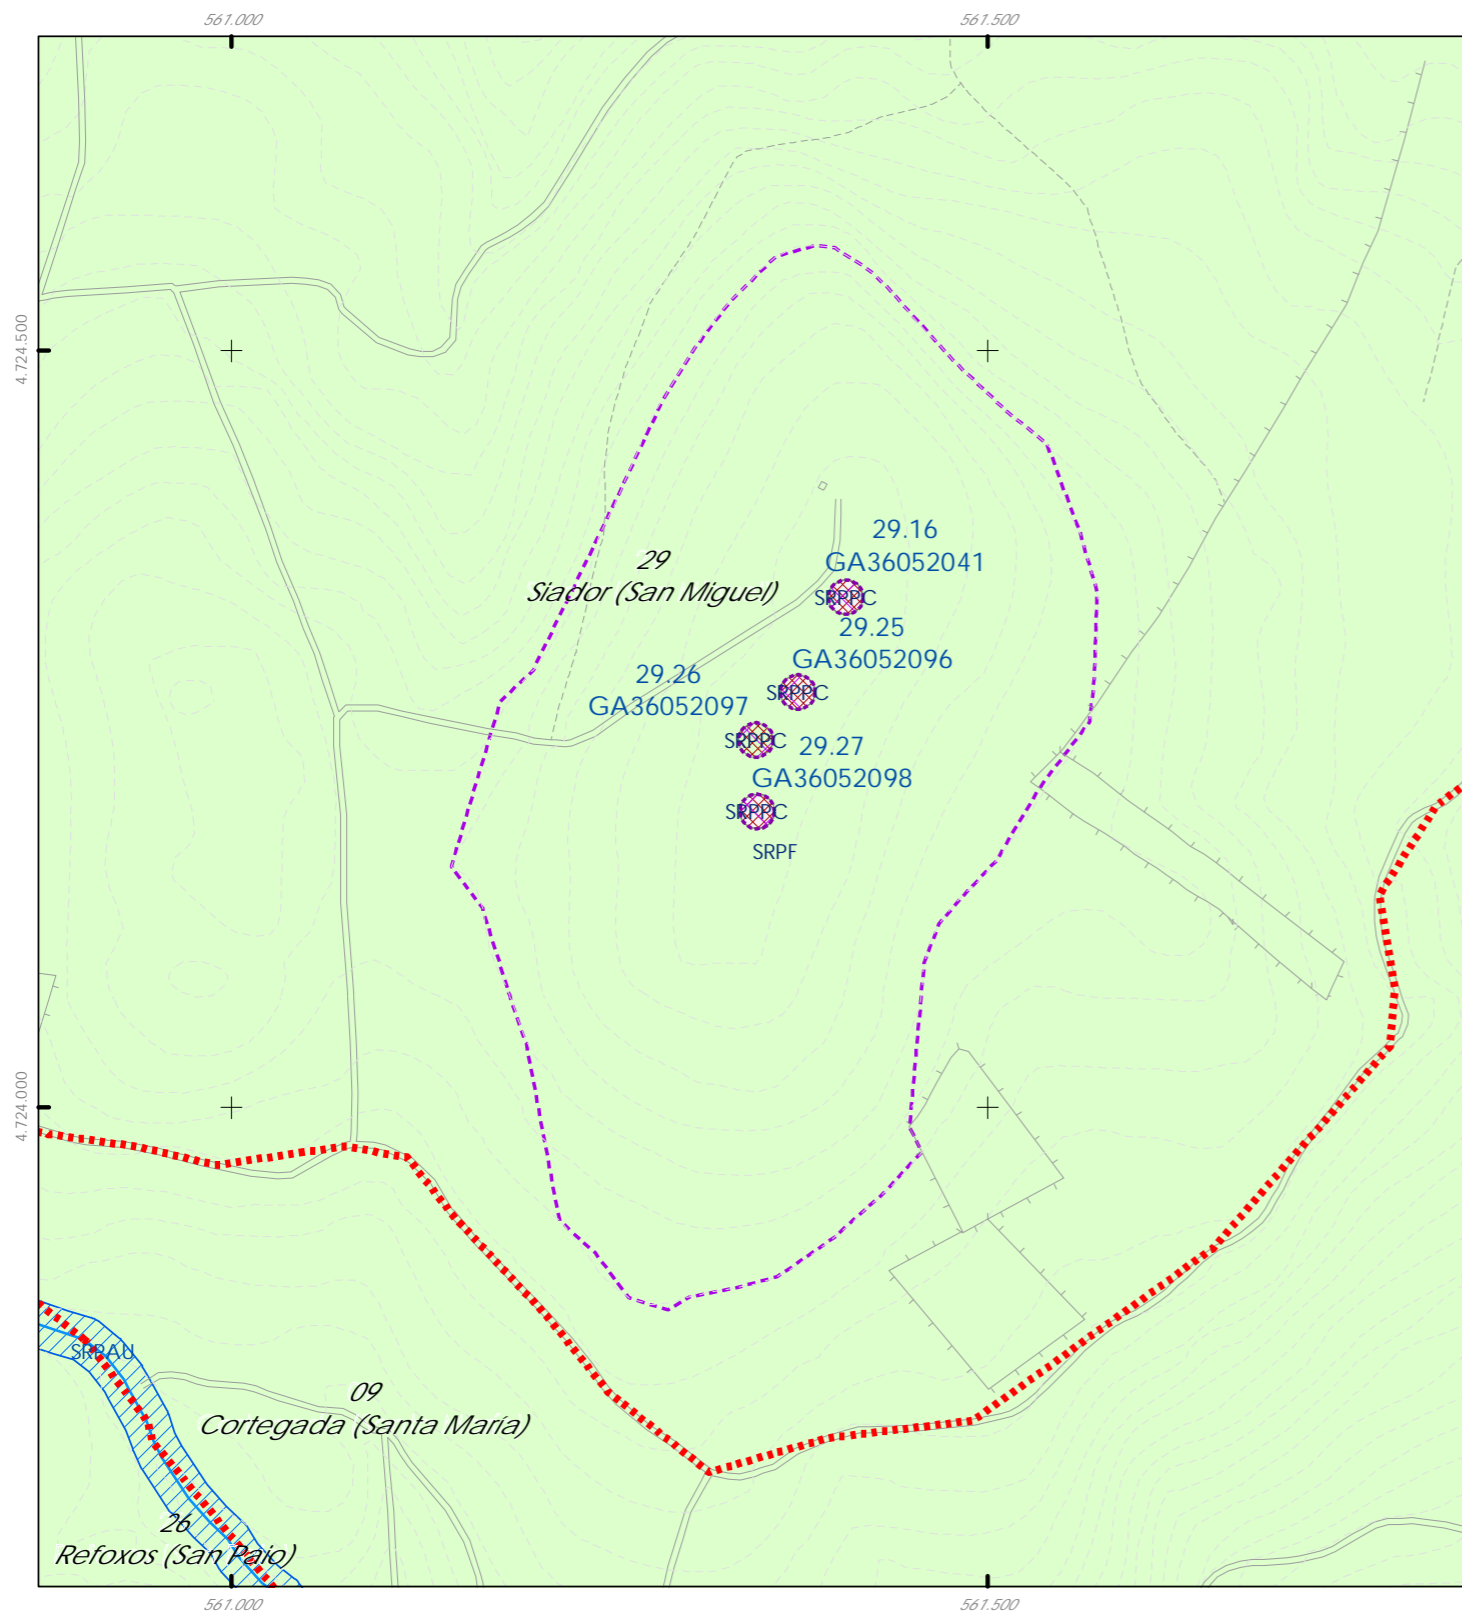 561.000
561.500
4.724.500
29.16
GA36052041
29
Siador (San Miguel)
SRPPC
29.25
GA36052096
29.26
GA36052097
SRPPC
SRPPC
29.27
GA36052098
SRPPC
SRPF
4.724.000
SRPAU
09
Cortegada (Santa María)
26
Refoxos (San Paio)
561.000
561.500